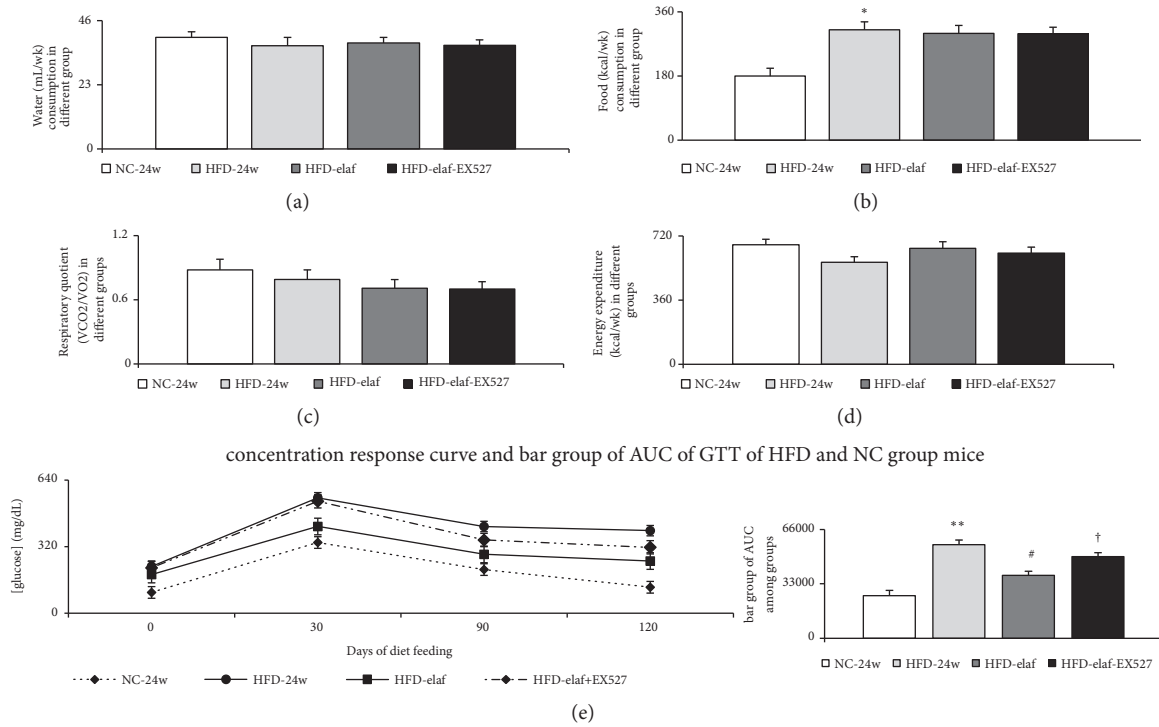 46
23
0
Water (mL/wk)
consumption in
different group
NC-24w
HFD-24w
HFD-elaf
HFD-elaf-EX527
(a)
*
360
180
0
Food (kcal/wk)
consumption in
different group
NC-24w
HFD-24w
HFD-elaf
HFD-elaf-EX527
(b)
1.2
0.6
0
Respiratory quotient
(VCO2/VO2) in
different groups
NC-24w
HFD-24w
HFD-elaf
HFD-elaf-EX527
(c)
720
360
0
Energy expenditure
(kcal/wk) in different
groups
NC-24w
HFD-24w
HFD-elaf
HFD-elaf-EX527
(d)
concentration response curve and bar group of AUC of GTT of HFD and NC group mice
640
320
0
[glucose] (mg/dL)
0 30 90 120
Days of diet feeding
NC-24w
HFD-24w
HFD-elaf
HFD-elaf+EX527
66000
33000
0
bar group of AUC
among groups
**
#
†
NC-24w
HFD-24w
HFD-elaf
HFD-elaf-EX527
(e)